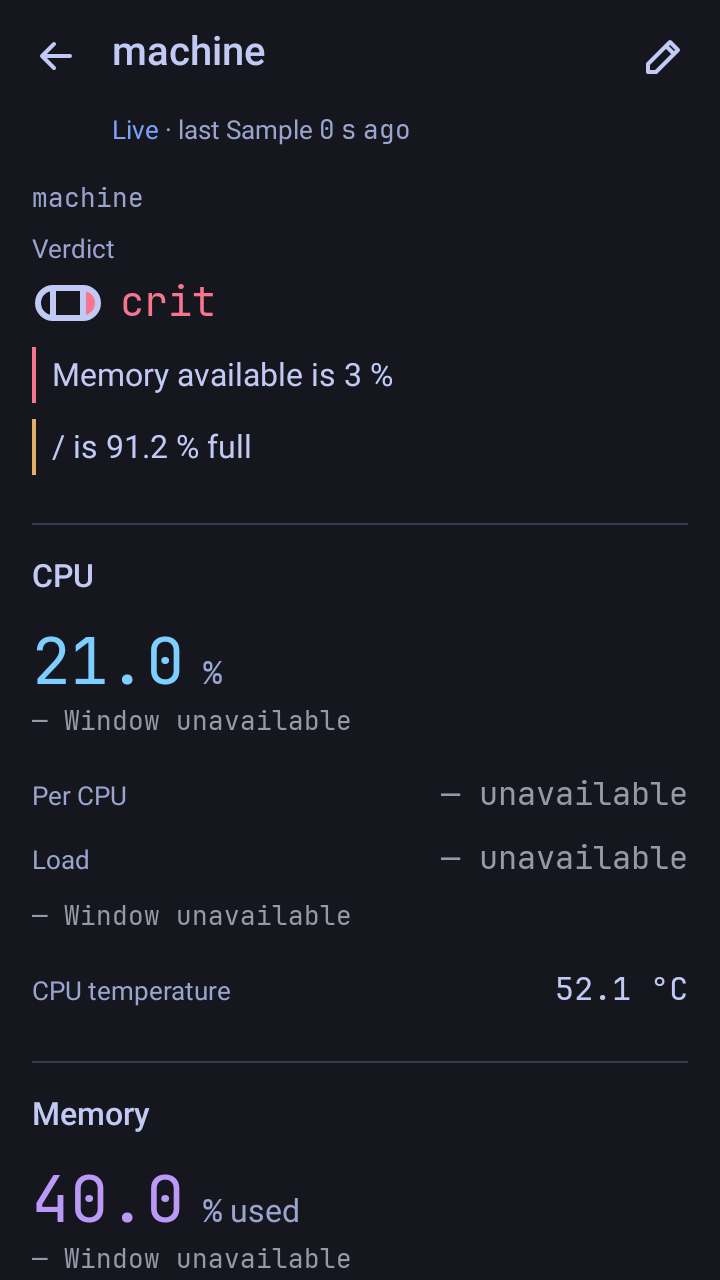 machine
Live · last Sample 0 s ago
machine
Verdict
crit
Memory available is 3 %
/ is 91.2 % full
CPU
21.0 %
— Window unavailable
Per CPU — unavailable
Load — unavailable
— Window unavailable
CPU temperature 52.1 °C
Memory
40.0 % used
— Window unavailable